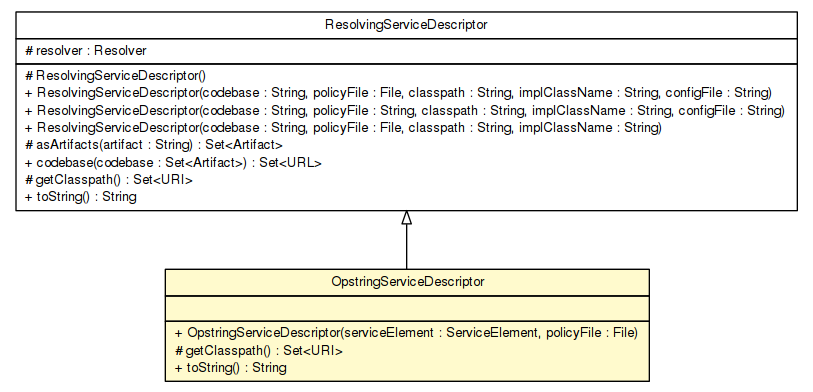 ResolvingServiceDescriptor
# resolver : Resolver
# ResolvingServiceDescriptor()
+ ResolvingServiceDescriptor(codebase : String, policyFile : File, classpath : String, implClassName : String, configFile : String)
+ ResolvingServiceDescriptor(codebase : String, policyFile : String, classpath : String, implClassName : String, configFile : String)
+ ResolvingServiceDescriptor(codebase : String, policyFile : File, classpath : String, implClassName : String)
# asArtifacts(artifact : String) : Set<Artifact>
+ codebase(codebase : Set<Artifact>) : Set<URL>
# getClasspath() : Set<URI>
+ toString() : String
OpstringServiceDescriptor
+ OpstringServiceDescriptor(serviceElement : ServiceElement, policyFile : File)
# getClasspath() : Set<URI>
+ toString() : String